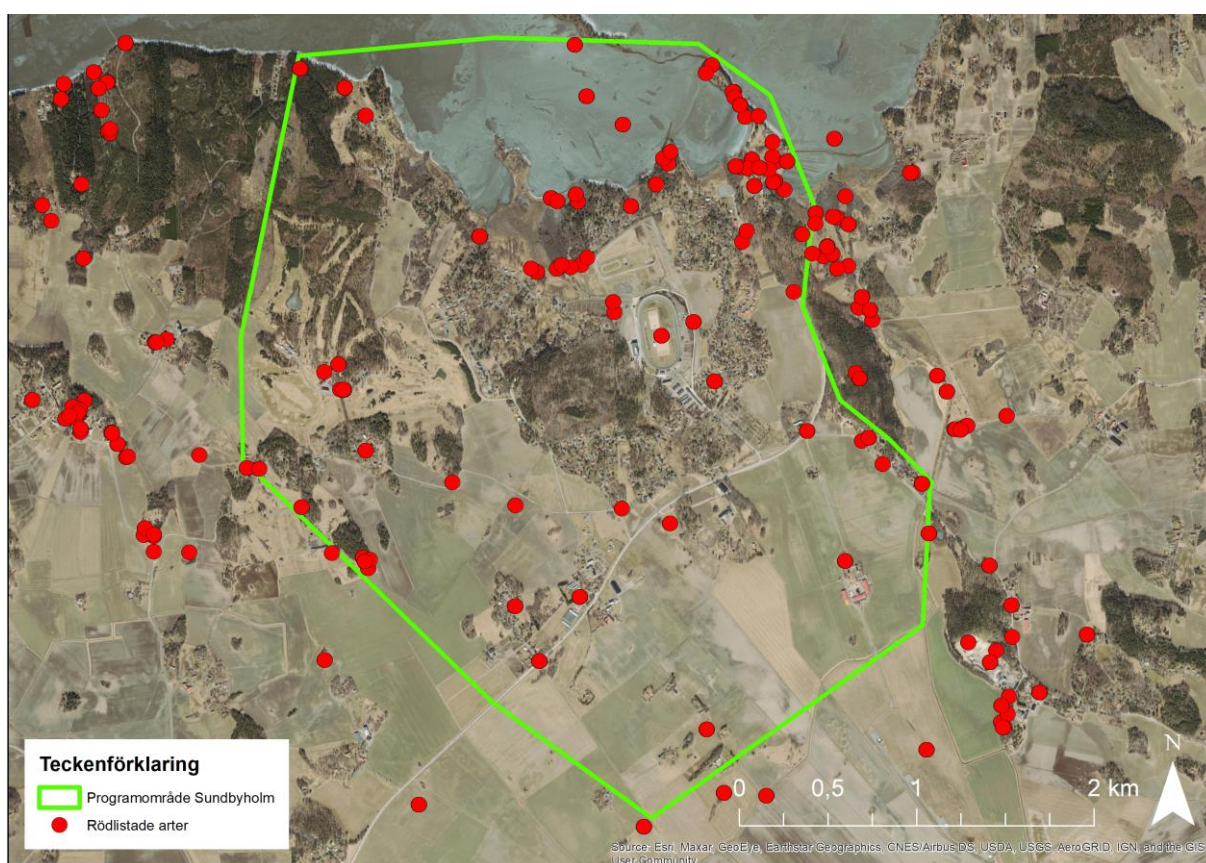 Teckenförklaring
Programområde Sundbyholm
Rödlistade arter
N
0 0,5 1 2 km
Source: Esri, Maxar, GeoEye, Earthstar Geographics, CNES/Airbus DS, USDA, USGS, AeroGRID, IGN, and the GIS
User Community